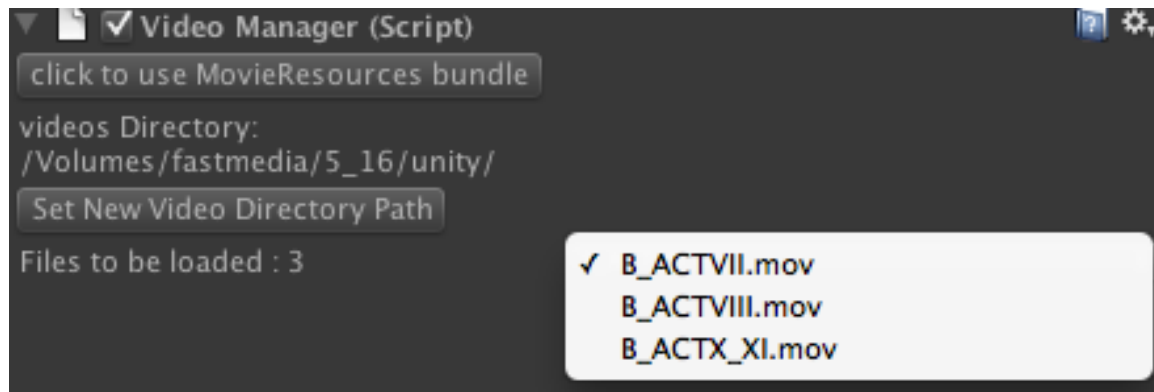 Video Manager (Script)
click to use MovieResources bundle
videos Directory:
/Volumes/fastmedia/5_16/unity/
Set New Video Directory Path
Files to be loaded : 3
✓ B_ACTVII.mov
B_ACTVIII.mov
B_ACTX_XI.mov